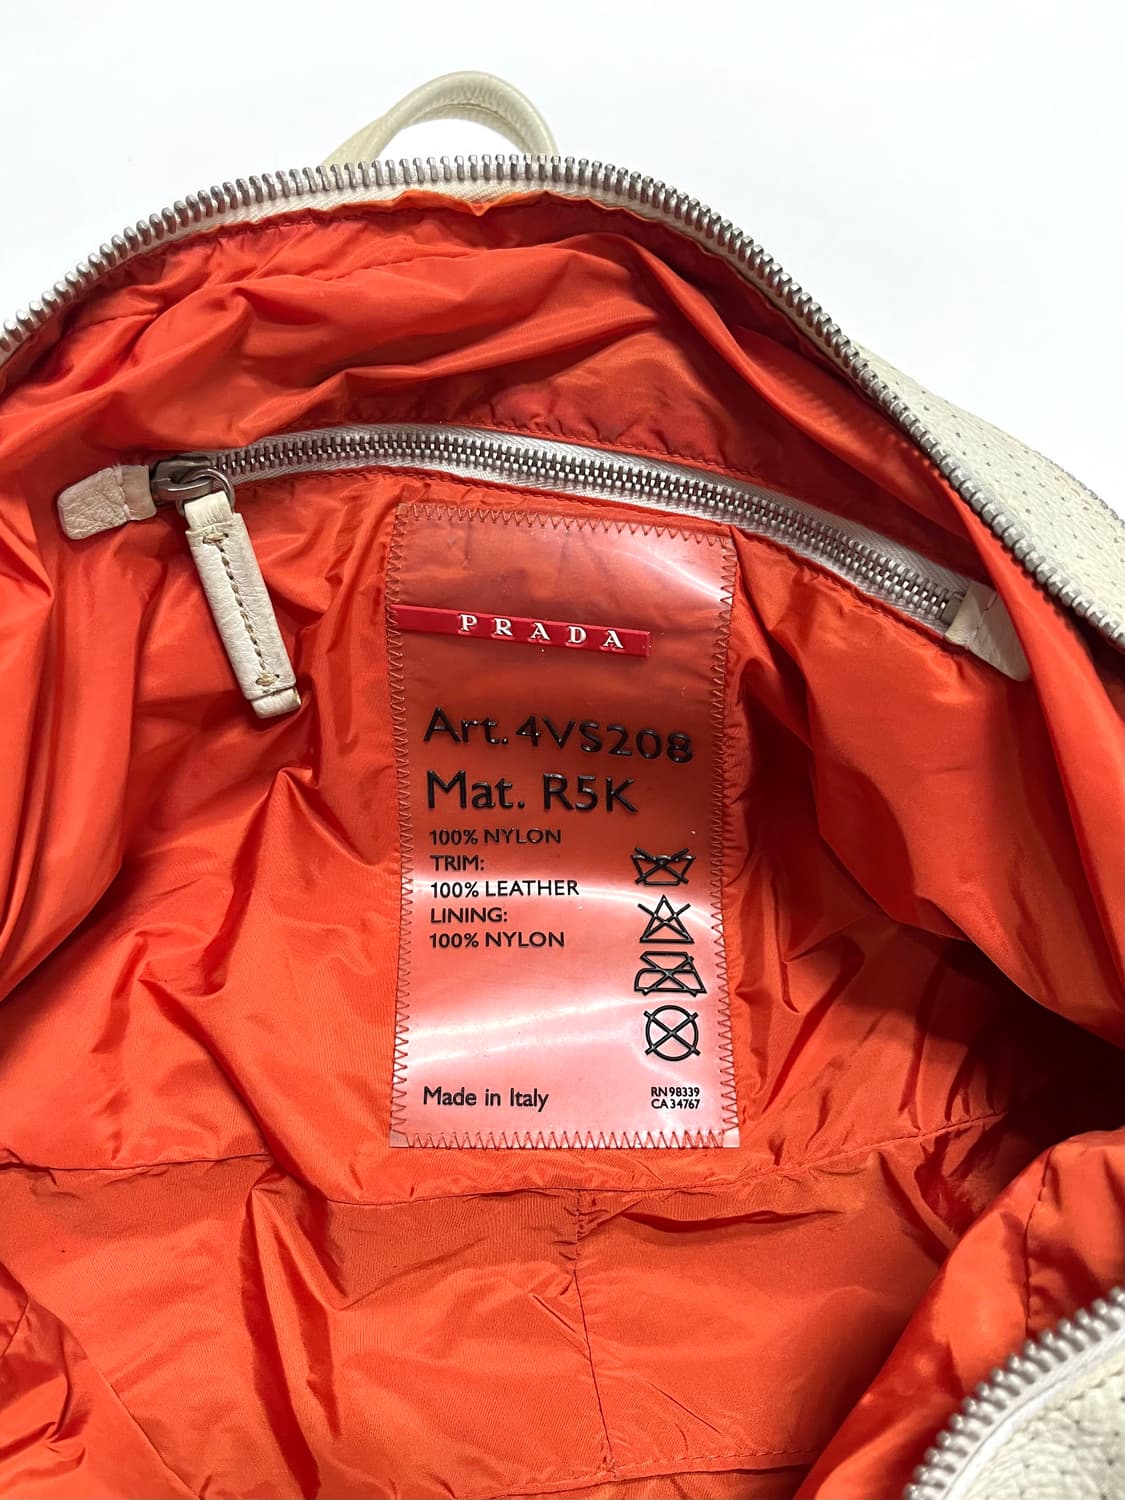 PRADA
Art. 4VS208
Mat. R5K
100% NYLON
TRIM:
100% LEATHER
LINING:
100% NYLON
Made in Italy
RN 98339
CA 34767